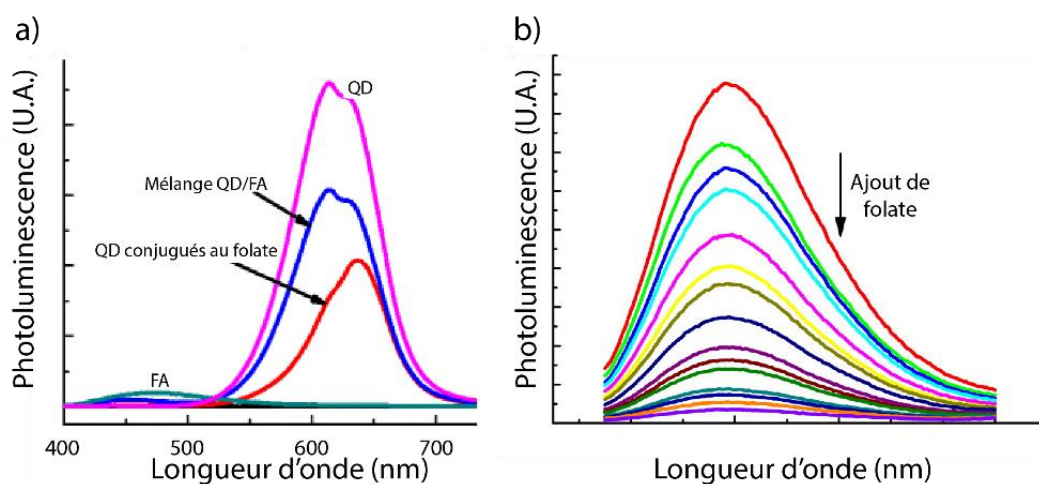 a)
Photoluminescence (U.A.)
QD
Mélange QD/FA
QD conjugués au folate
FA
400
500
600
700
Longueur d'onde (nm)
b)
Photoluminescence (U.A.)
Ajout de
folate
Longueur d'onde (nm)